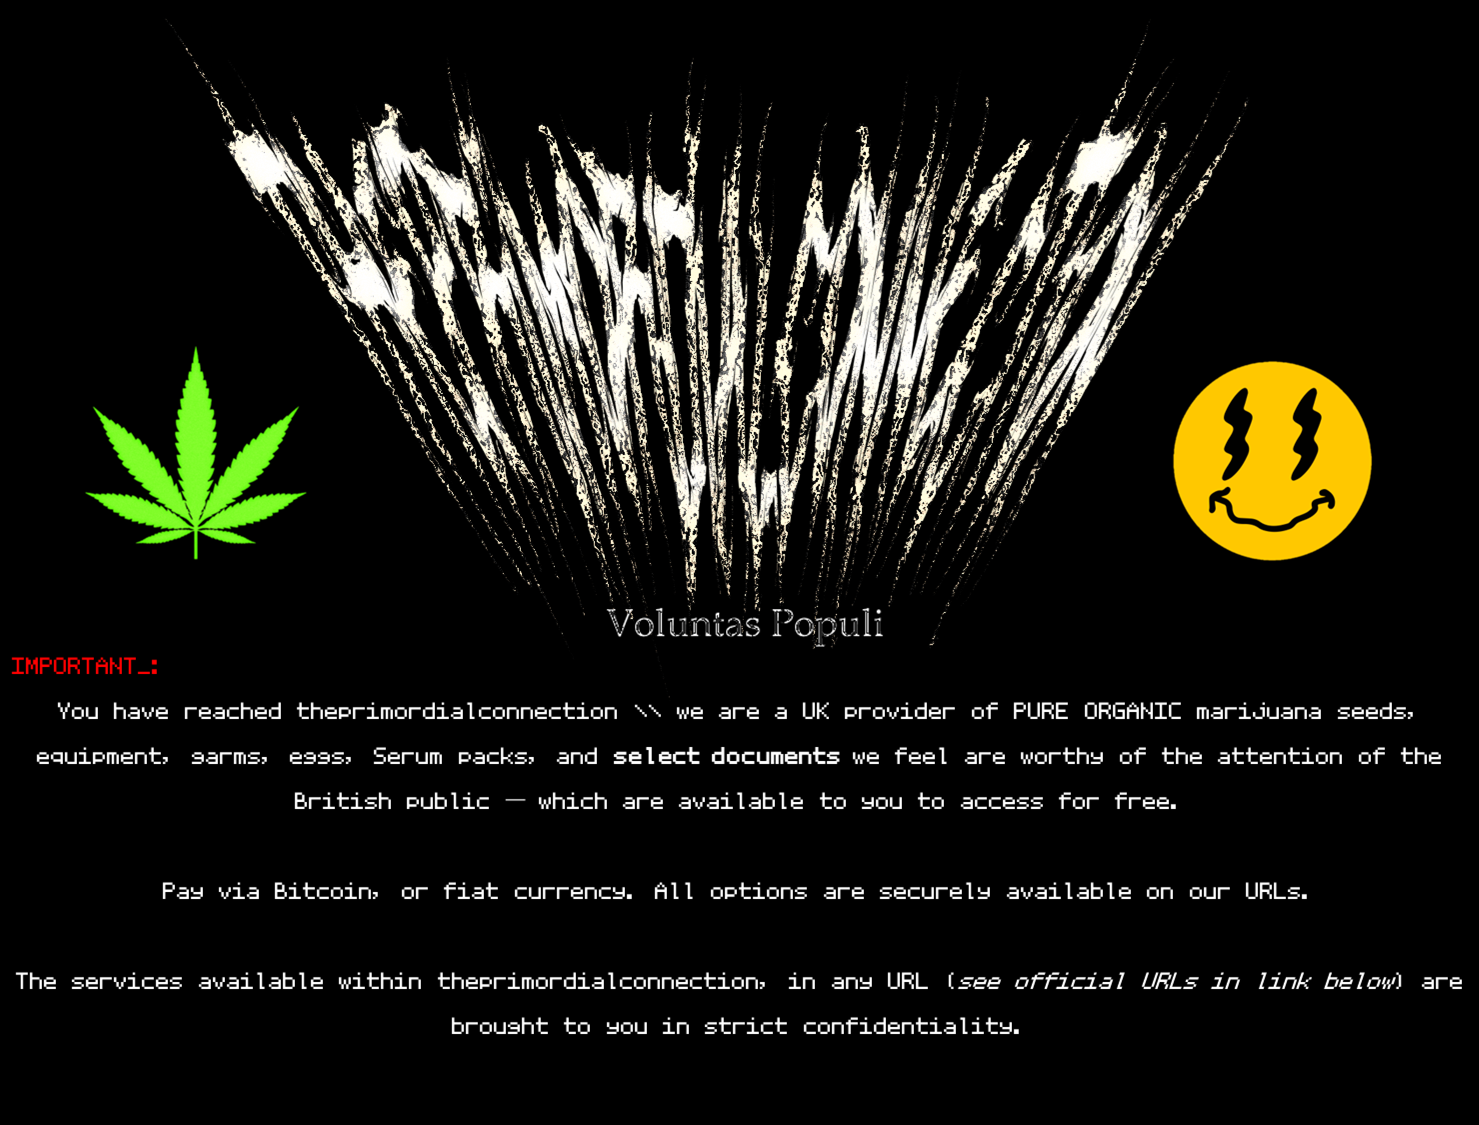 Voluntas Populi
IMPORTANT_:
You have reached theprimordialconnection \\ we are a UK provider of PURE ORGANIC marijuana seeds,
equipment, garms, eggs, Serum packs, and select documents we feel are worthy of the attention of the
British public — which are available to you to access for free.
Pay via Bitcoin, or fiat currency. All options are securely available on our URLs.
The services available within theprimordialconnection, in any URL (see official URLs in link below) are
brought to you in strict confidentiality.